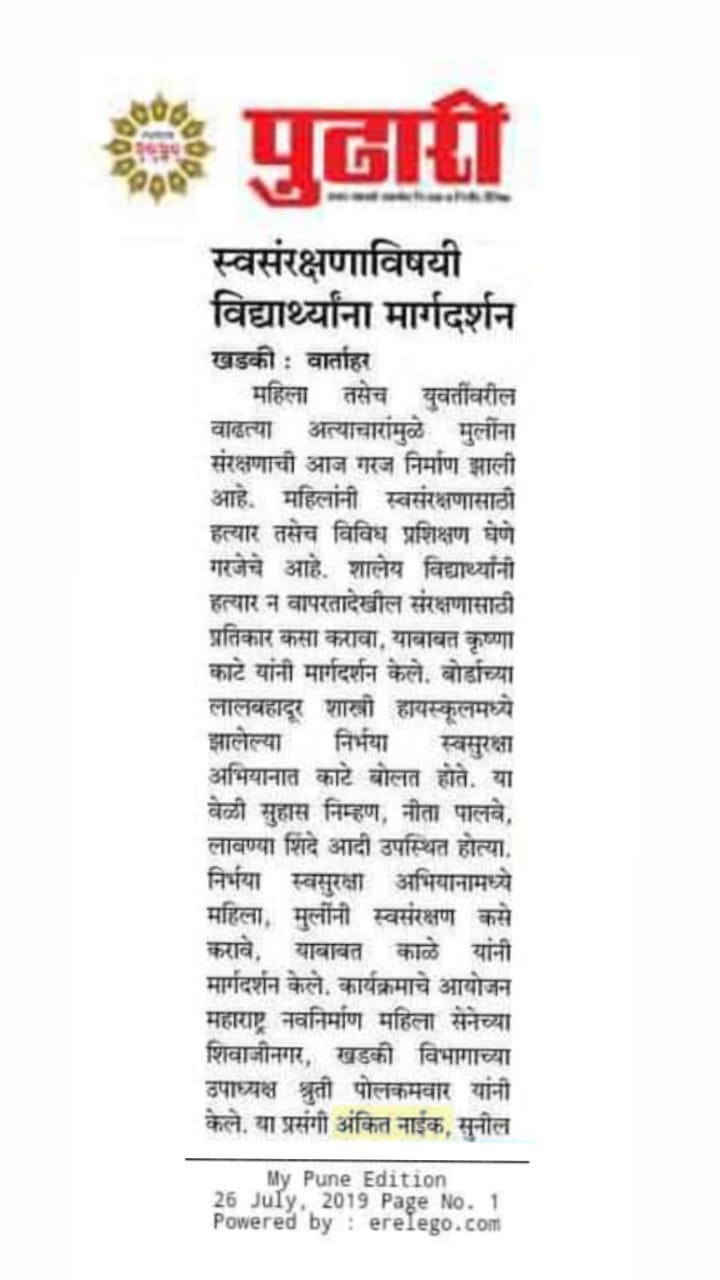 पुढारी
स्वसंरक्षणाविषयी
विद्यार्थ्यांना मार्गदर्शन
खडकी : वार्ताहर
महिला तसेच युवतींवरील
वाढत्या अत्याचारांमुळे मुलींना
संरक्षणाची आज गरज निर्माण झाली
आहे. महिलांनी स्वसंरक्षणासाठी
हत्यार तसेच विविध प्रशिक्षण घेणे
गरजेचे आहे. शालेय विद्यार्थ्यांनी
हत्यार न वापरतादेखील संरक्षणासाठी
प्रतिकार कसा करावा, याबाबत कृष्णा
काटे यांनी मार्गदर्शन केले. बोर्डाच्या
लालबहादूर शास्त्री हायस्कूलमध्ये
झालेल्या निर्भया स्वसुरक्षा
अभियानात काटे बोलत होते. या
वेळी सुहास निम्हण, नीता पालवे,
लावण्या शिंदे आदी उपस्थित होत्या.
निर्भया स्वसुरक्षा अभियानामध्ये
महिला, मुलींनी स्वसंरक्षण कसे
करावे, याबाबत काळे यांनी
मार्गदर्शन केले. कार्यक्रमाचे आयोजन
महाराष्ट्र नवनिर्माण महिला सेनेच्या
शिवाजीनगर, खडकी विभागाच्या
उपाध्यक्ष श्रुती पोलकमवार यांनी
केले. या प्रसंगी अंकित नाईक, सुनील
My Pune Edition
26 July, 2019 Page No. 1
Powered by : erelego.com